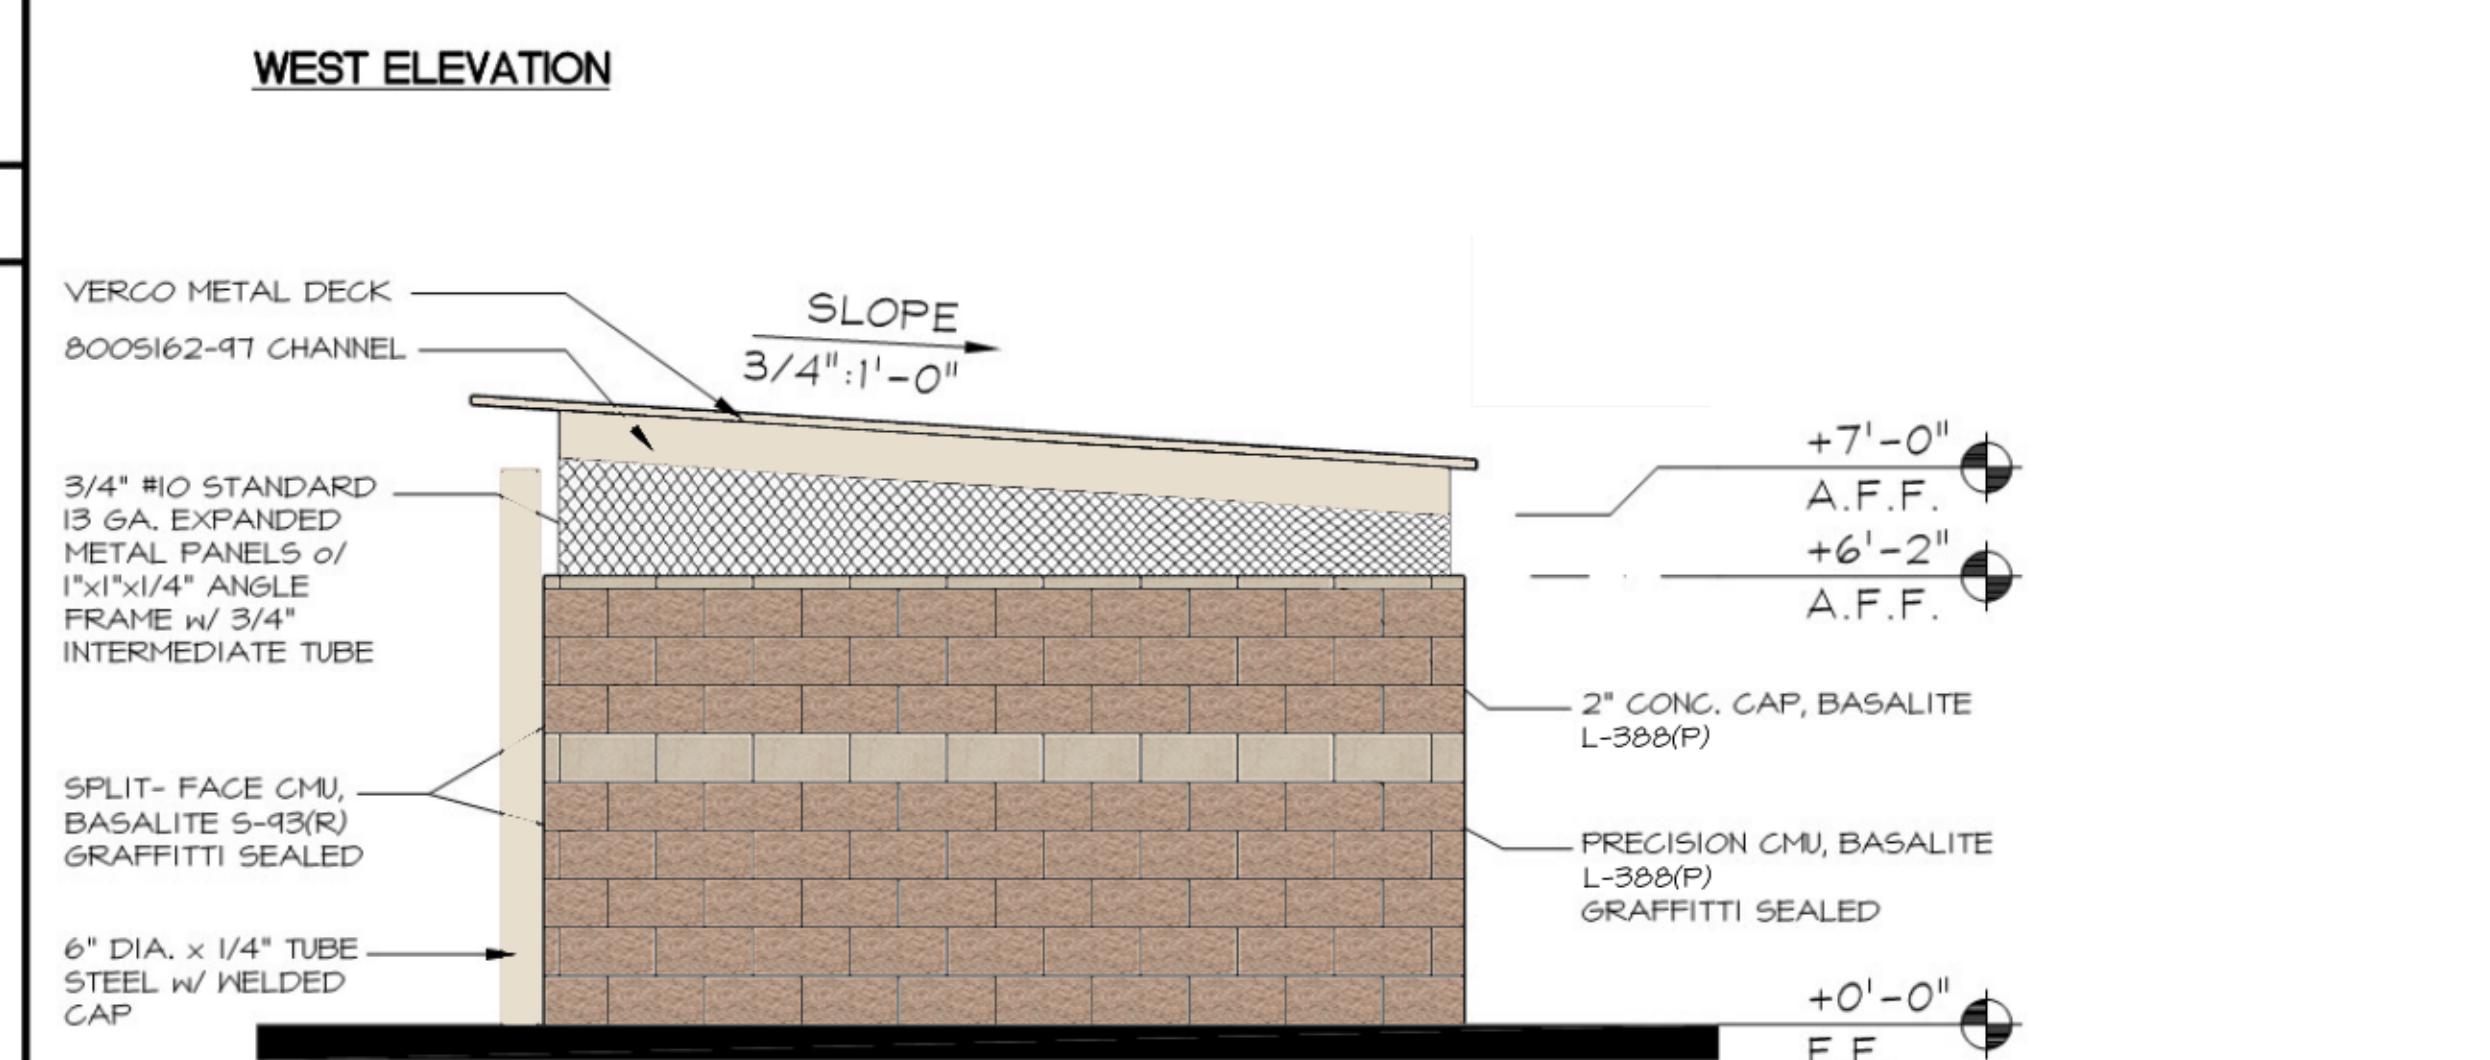 WEST ELEVATION
VERCO METAL DECK
800S162-97 CHANNEL
SLOPE
3/4":1'-0"
3/4" #10 STANDARD
13 GA. EXPANDED
METAL PANELS o/
1"x1"x1/4" ANGLE
FRAME w/ 3/4"
INTERMEDIATE TUBE
SPLIT- FACE CMU,
BASALITE S-93(R)
GRAFFITTI SEALED
6" DIA. x 1/4" TUBE
STEEL w/ WELDED
CAP
+7'-0"
A.F.F.
+6'-2"
A.F.F.
2" CONC. CAP, BASALITE
L-388(P)
PRECISION CMU, BASALITE
L-388(P)
GRAFFITTI SEALED
+0'-0"
F.F.